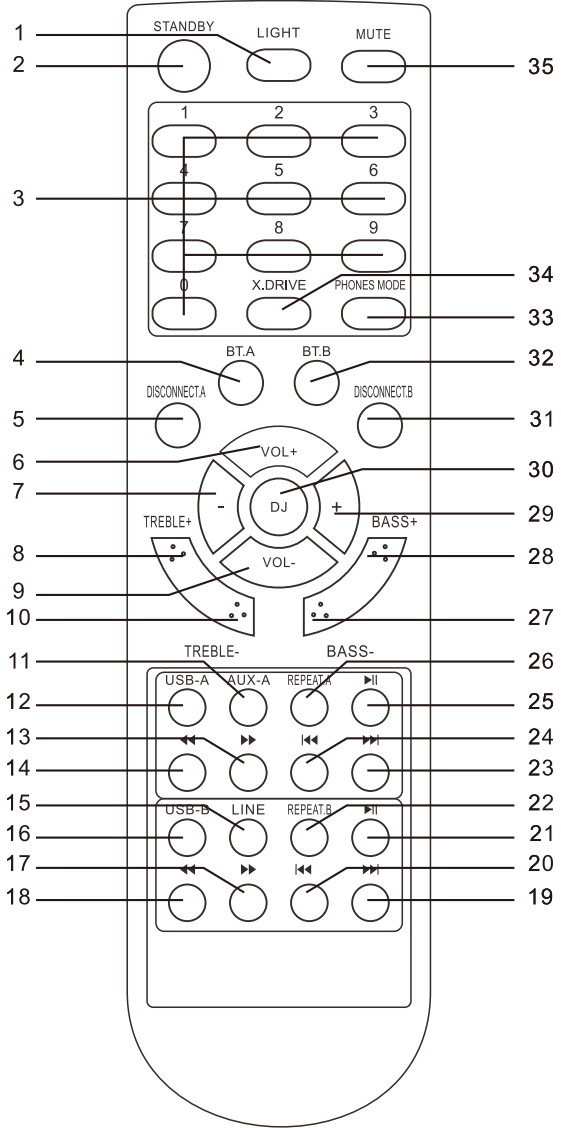 1 STANDBY LIGHT MUTE
2 35
1 2 3
4 5 6
3
7 8 9
0 X.DRIVE PHONES MODE 34
33
4 BT.A BT.B 32
DISCONNECT.A DISCONNECT.B
5 31
6 VOL+
30
7 - DJ + 29
TREBLE+ BASS+
8 28
9 VOL-
10 27
TREBLE- BASS-
11 26
USB-A AUX-A REPEAT.A
12 25
13 24
14 23
15 22
USB-B LINE REPEAT.B
16 21
17 20
18 19